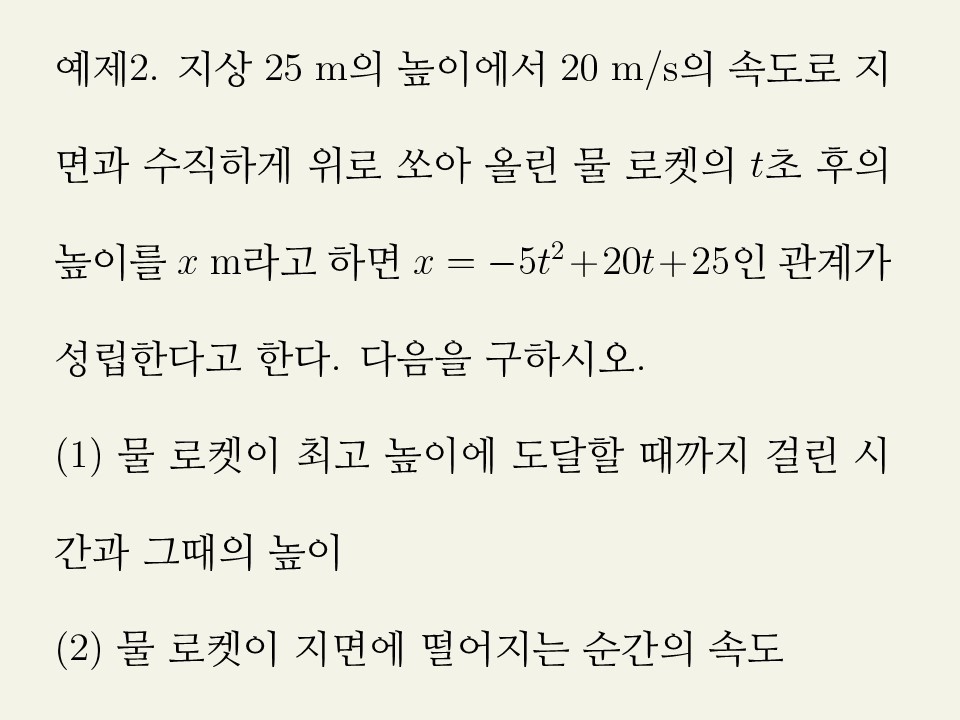 예제2. 지상 25 m의 높이에서 20 m/s의 속도로 지
면과 수직하게 위로 쏘아 올린 물 로켓의 t초 후의
높이를 x m라고 하면 x = −5t²+20t+25인 관계가
성립한다고 한다. 다음을 구하시오.
(1) 물 로켓이 최고 높이에 도달할 때까지 걸린 시
간과 그때의 높이
(2) 물 로켓이 지면에 떨어지는 순간의 속도